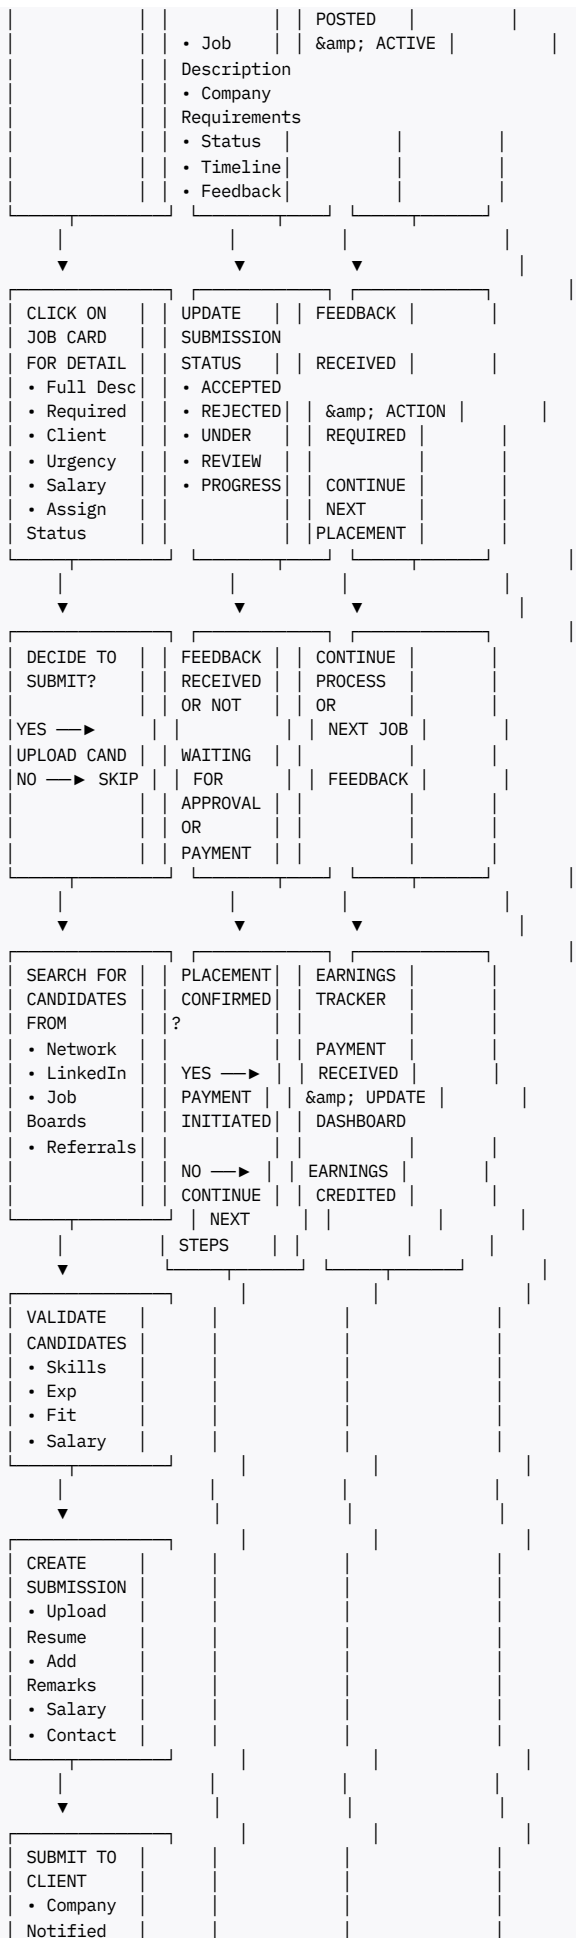 POSTED
• Job &amp; ACTIVE
Description
• Company
Requirements
• Status
• Timeline
• Feedback
▼ ▼ ▼
CLICK ON UPDATE FEEDBACK
JOB CARD SUBMISSION
FOR DETAIL STATUS RECEIVED
• Full Desc • ACCEPTED
• Required • REJECTED &amp; ACTION
• Client • UNDER REQUIRED
• Urgency • REVIEW
• Salary • PROGRESS CONTINUE
• Assign NEXT
Status PLACEMENT
▼ ▼ ▼
DECIDE TO FEEDBACK CONTINUE
SUBMIT? RECEIVED PROCESS
OR NOT OR
YES ──► NEXT JOB
UPLOAD CAND WAITING
NO ──► SKIP FOR FEEDBACK
APPROVAL
OR
PAYMENT
▼ ▼ ▼
SEARCH FOR PLACEMENT EARNINGS
CANDIDATES CONFIRMED TRACKER
FROM ?
• Network PAYMENT
• LinkedIn YES ──► RECEIVED
• Job PAYMENT &amp; UPDATE
Boards INITIATED DASHBOARD
• Referrals
NO ──► EARNINGS
CONTINUE CREDITED
NEXT
STEPS
▼
VALIDATE
CANDIDATES
• Skills
• Exp
• Fit
• Salary
▼
CREATE
SUBMISSION
• Upload
Resume
• Add
Remarks
• Salary
• Contact
▼
SUBMIT TO
CLIENT
• Company
Notified